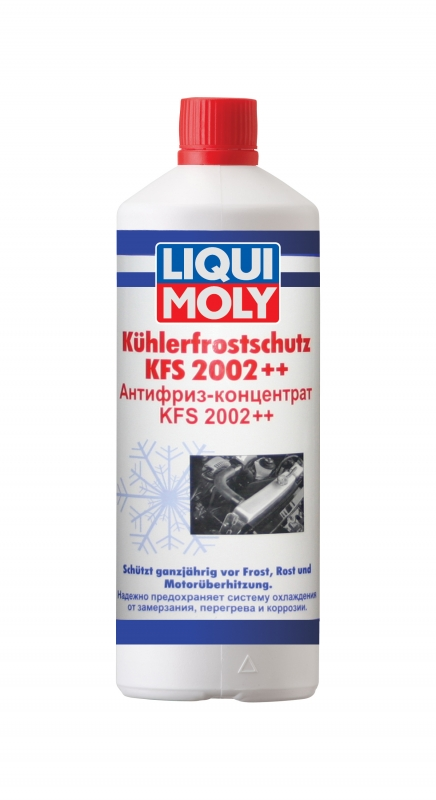 LIQUI
MOLY
Kühlerfrostschutz
KFS 2002++
Антифриз-концентрат
KFS 2002++
Schützt ganzjährig vor Frost, Rost und
Motorüberhitzung.
Надежно предохраняет систему охлаждения
от замерзания, перегрева и коррозии.